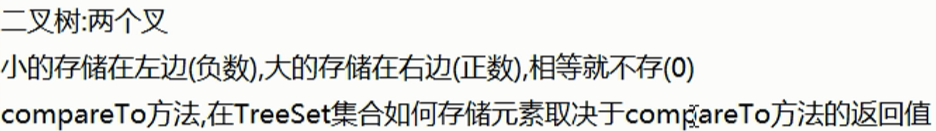 二叉树:两个叉
小的存储在左边(负数),大的存储在右边(正数),相等就不存(0)
compareTo方法,在TreeSet集合如何存储元素取决于compareTo方法的返回值